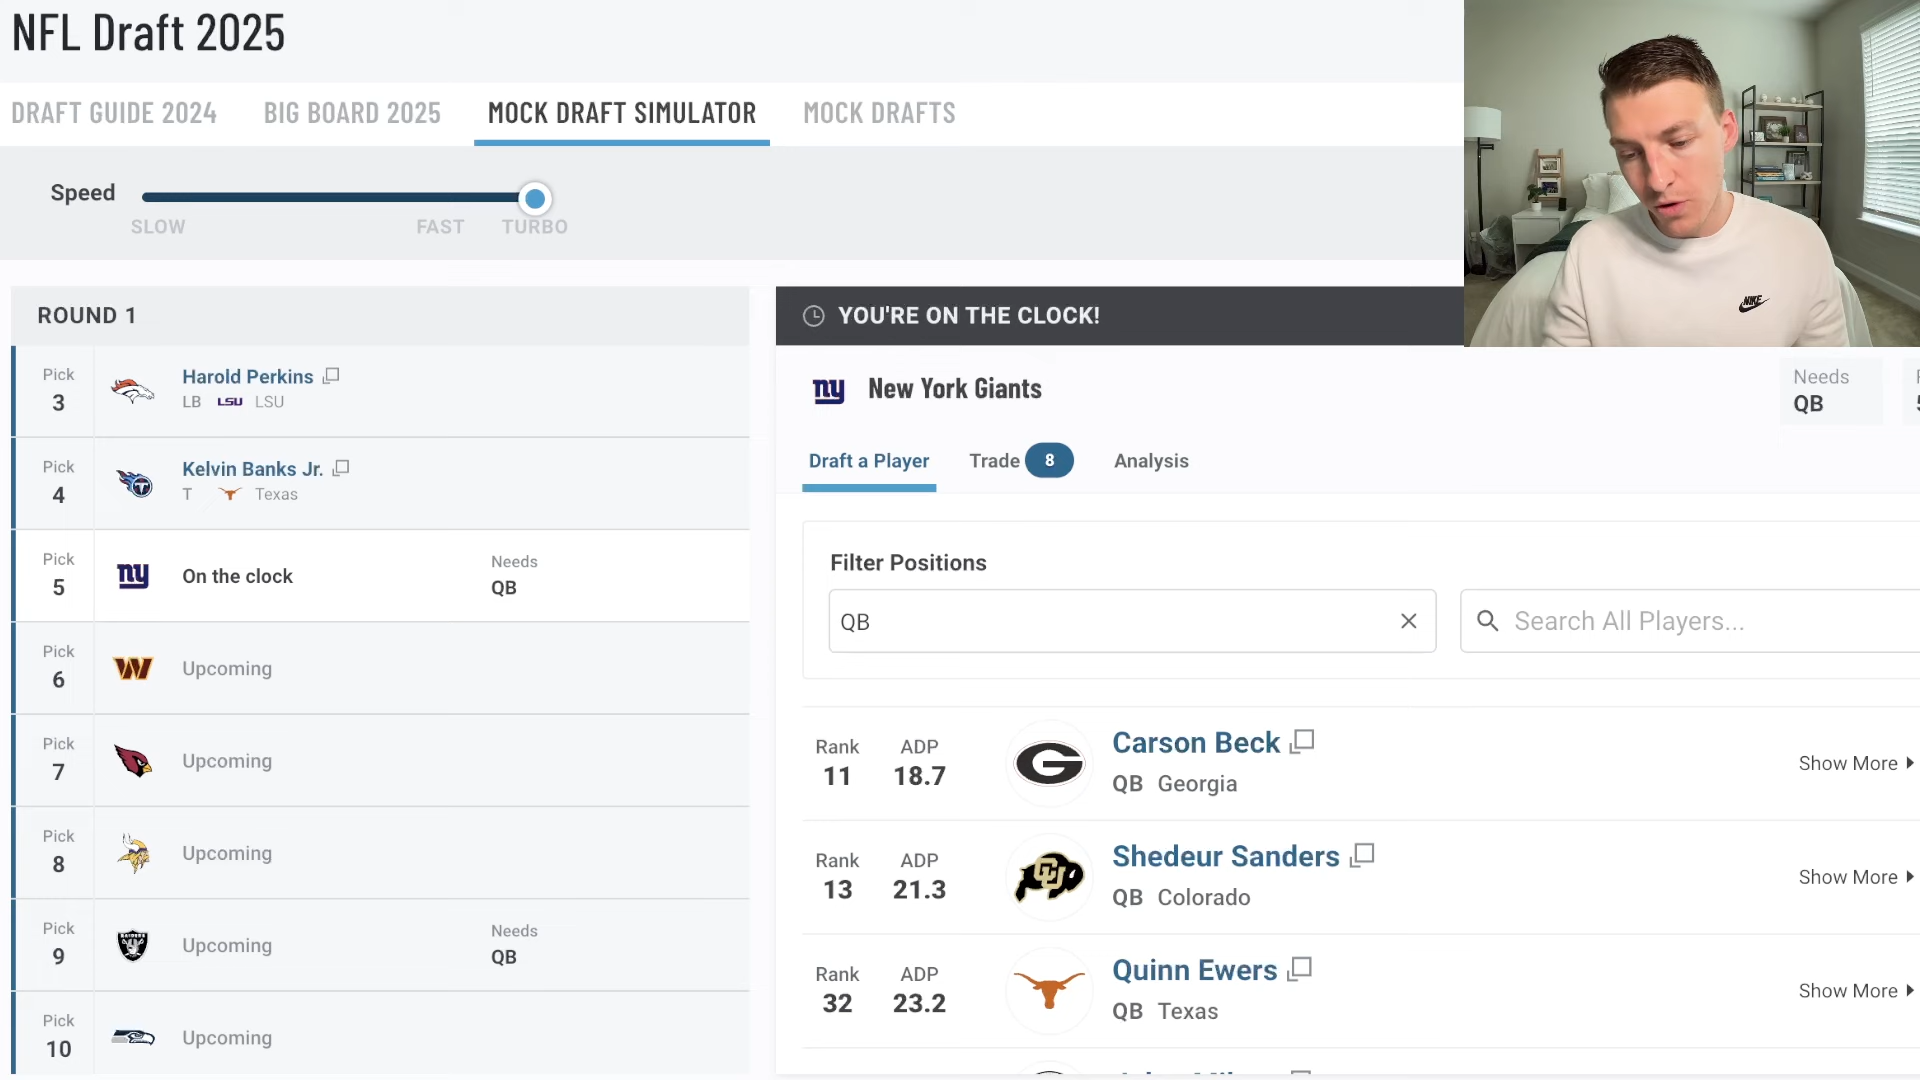 NFL Draft 2025
DRAFT GUIDE 2024
BIG BOARD 2025
MOCK DRAFT SIMULATOR
MOCK DRAFTS
Speed
SLOW
FAST
TURBO
ROUND 1
Pick
3
Harold Perkins
LB LSU LSU
Pick
4
Kelvin Banks Jr.
T Texas
Pick
5
ny
On the clock
Needs
QB
Pick
6
W
Upcoming
Pick
7
Upcoming
Pick
8
Upcoming
Pick
9
RAIDERS
Upcoming
Needs
QB
Pick
10
Upcoming
YOU'RE ON THE CLOCK!
ny
New York Giants
Needs
QB
Draft a Player
Trade 8
Analysis
Filter Positions
QB
Search All Players...
Rank
11
ADP
18.7
G
Carson Beck
QB Georgia
Show More
Rank
13
ADP
21.3
CU
Shedeur Sanders
QB Colorado
Show More
Rank
32
ADP
23.2
Quinn Ewers
QB Texas
Show More
NIKE